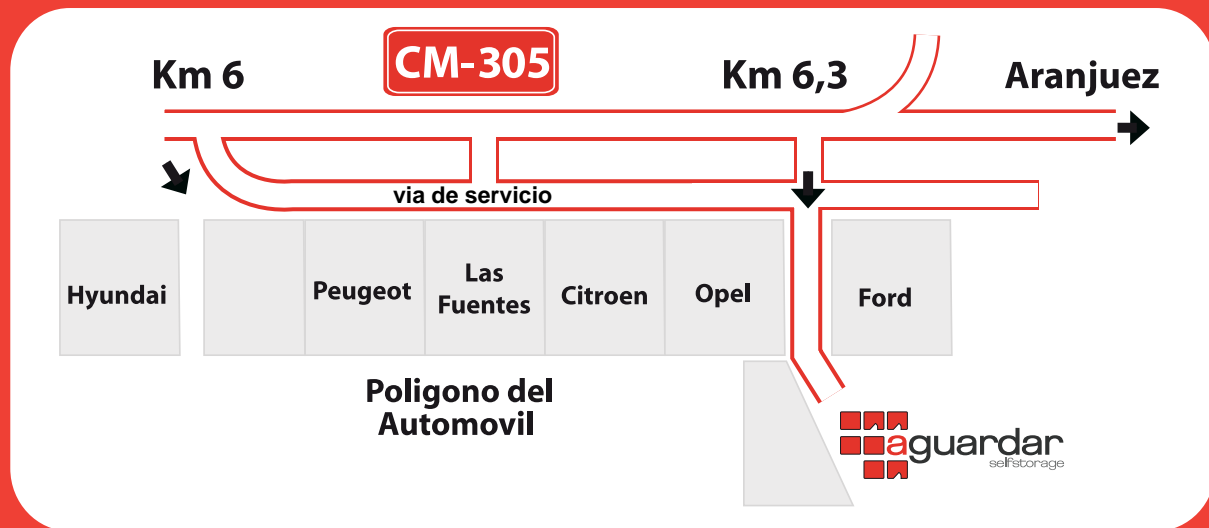 CM-305
Km 6
Km 6,3
Aranjuez
via de servicio
Hyundai
Peugeot
Las
Fuentes
Citroen
Opel
Ford
Poligono del
Automovil
aguardar
selfstorage